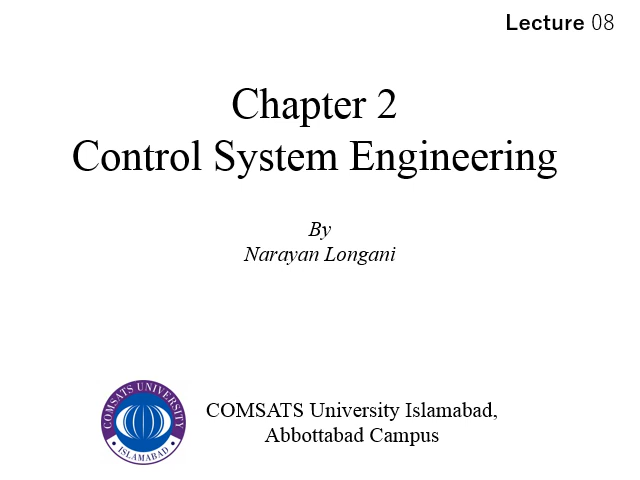 Lecture 08
Chapter 2
Control System Engineering
By
Narayan Longani
COMSATS UNIVERSITY
ISLAMABAD
COMSATS University Islamabad,
Abbottabad Campus